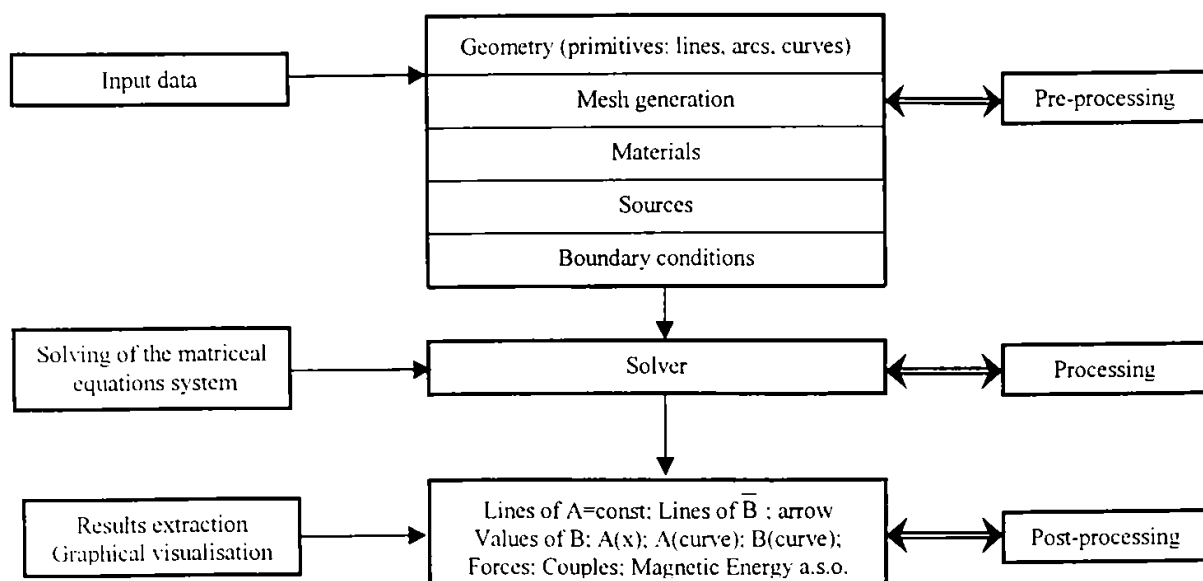 Geometry (primitives: lines, arcs, curves)
Input data
Mesh generation
Pre-processing
Materials
Sources
Boundary conditions
Solving of the matriceal
equations system
Solver
Processing
Results extraction
Graphical visualisation
Lines of A=const; Lines of B̅ ; arrow
Values of B; A(x); A(curve); B(curve);
Forces; Couples; Magnetic Energy a.s.o.
Post-processing